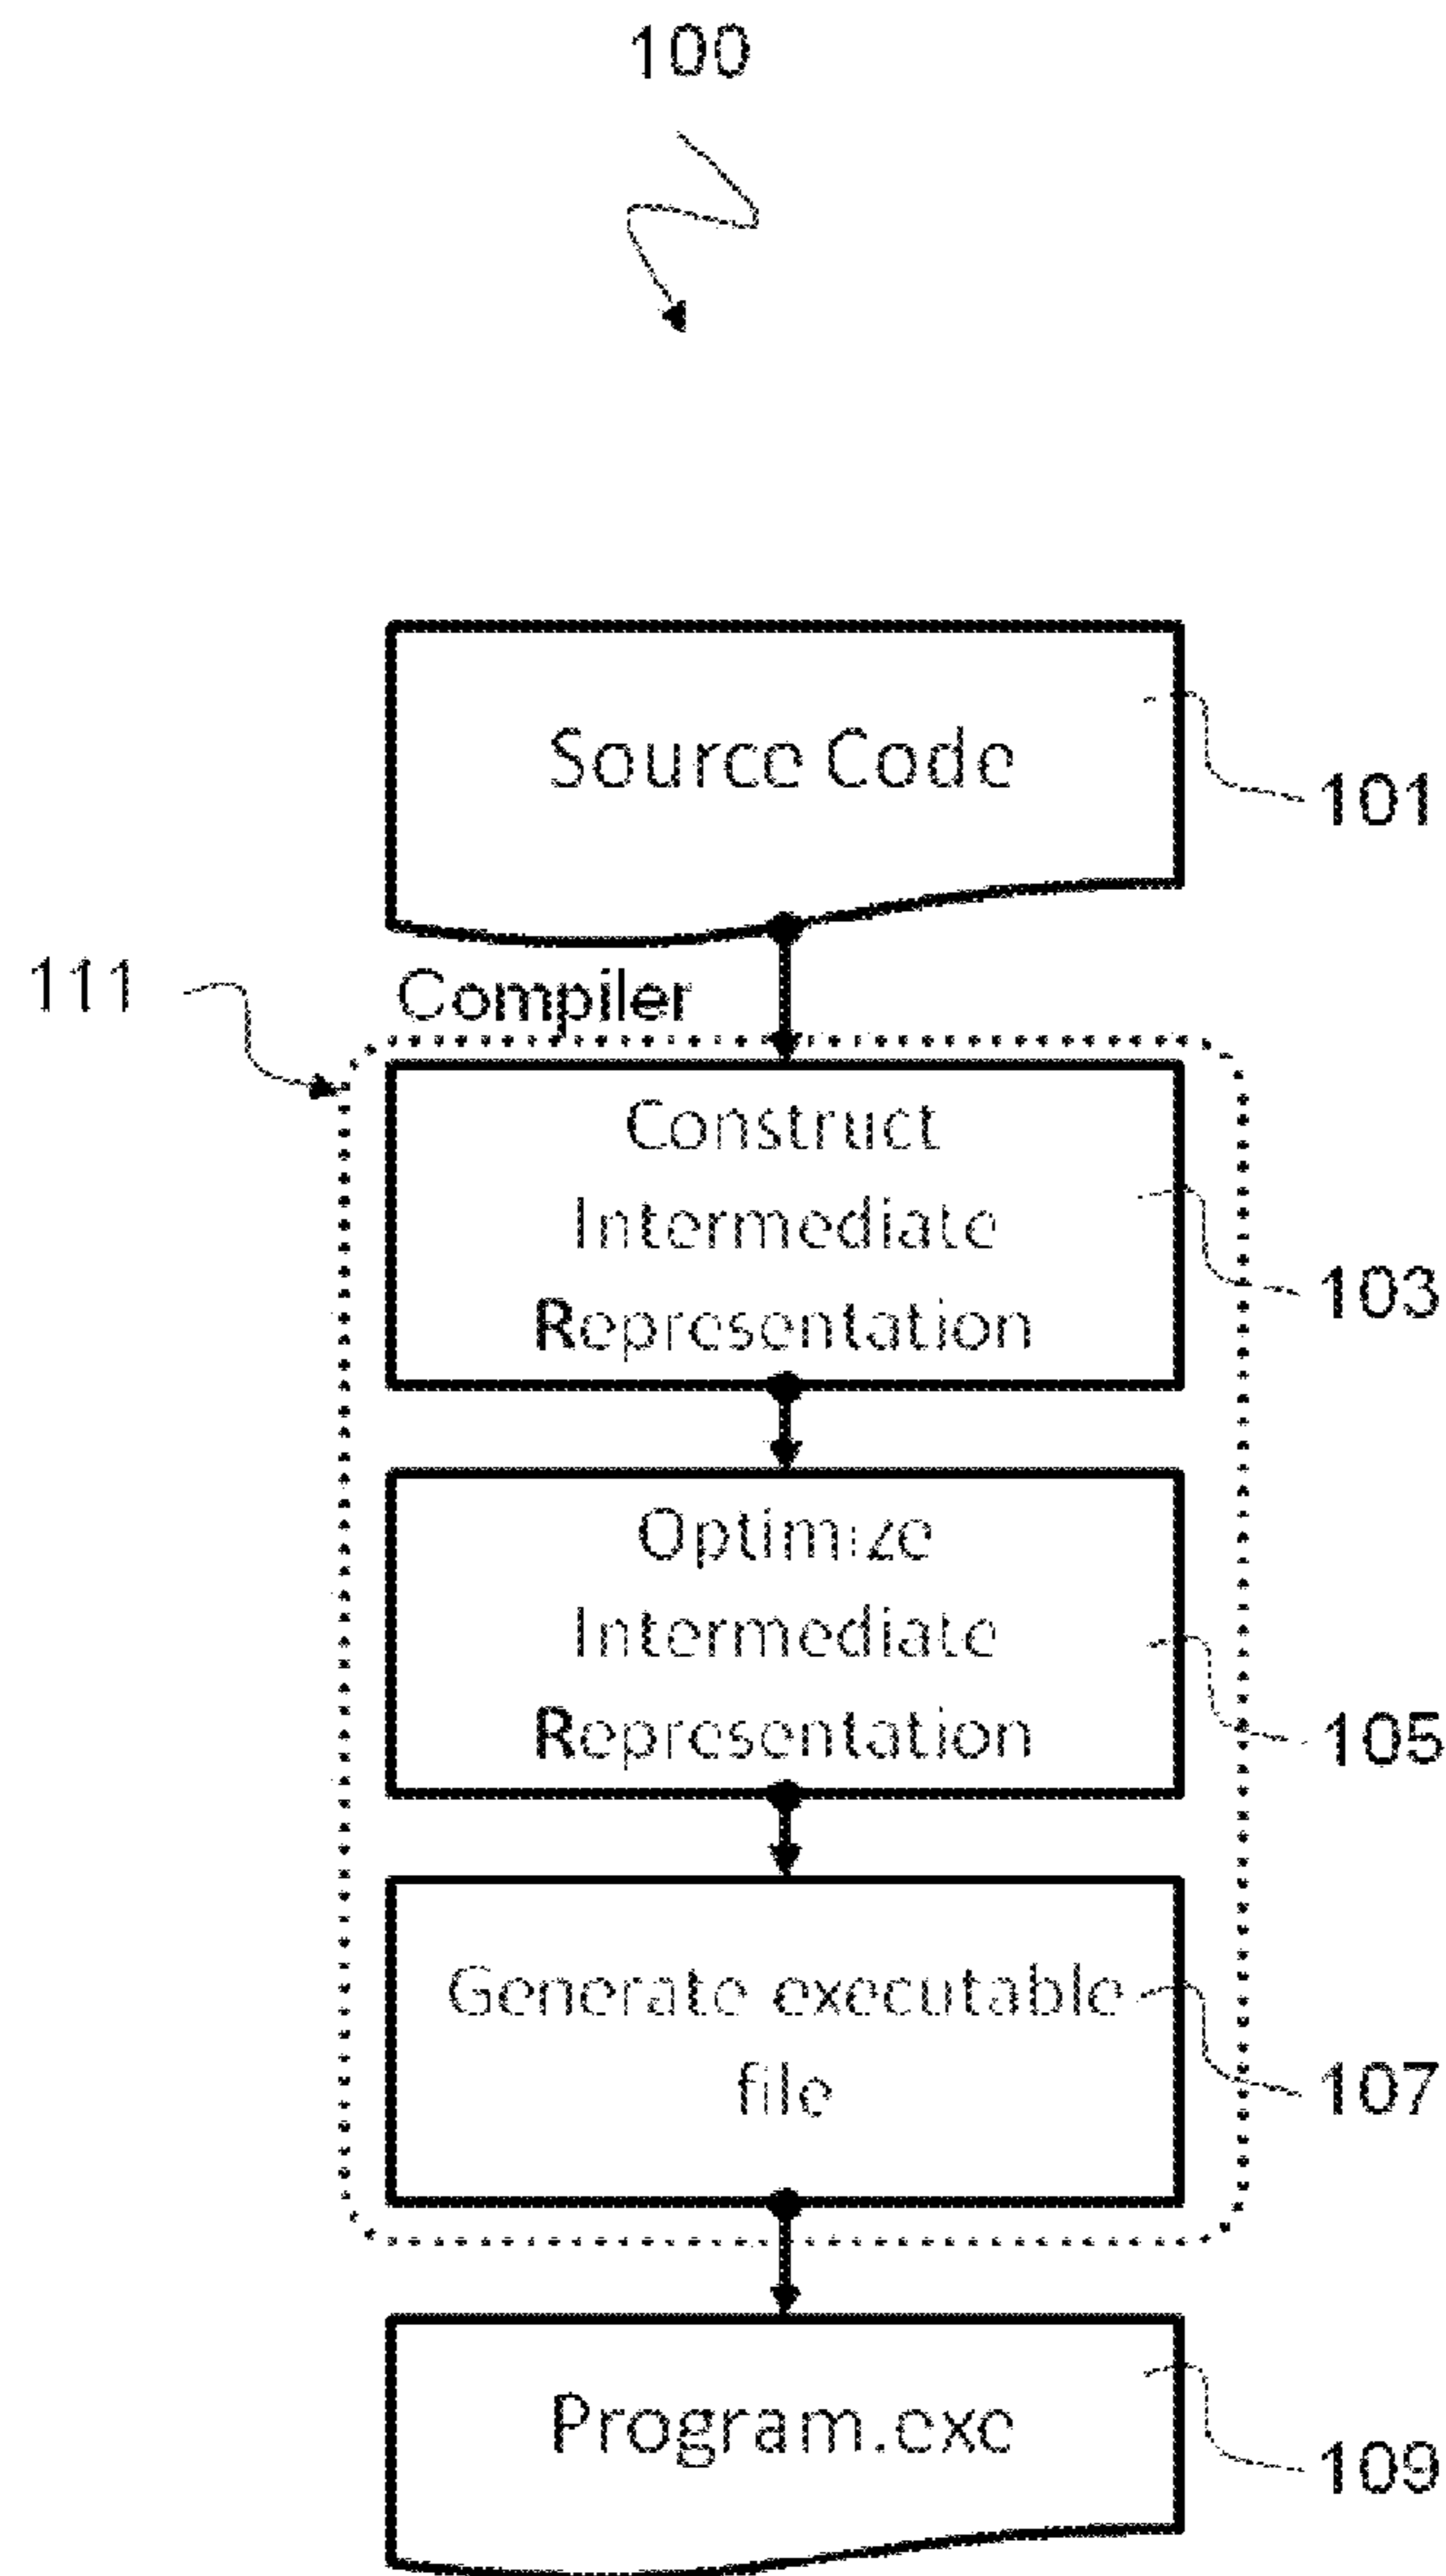 100
Source Code
101
111
Compiler
Construct
Intermediate
Representation
103
Optimize
Intermediate
Representation
105
Generate executable
file
107
Program.exe
109